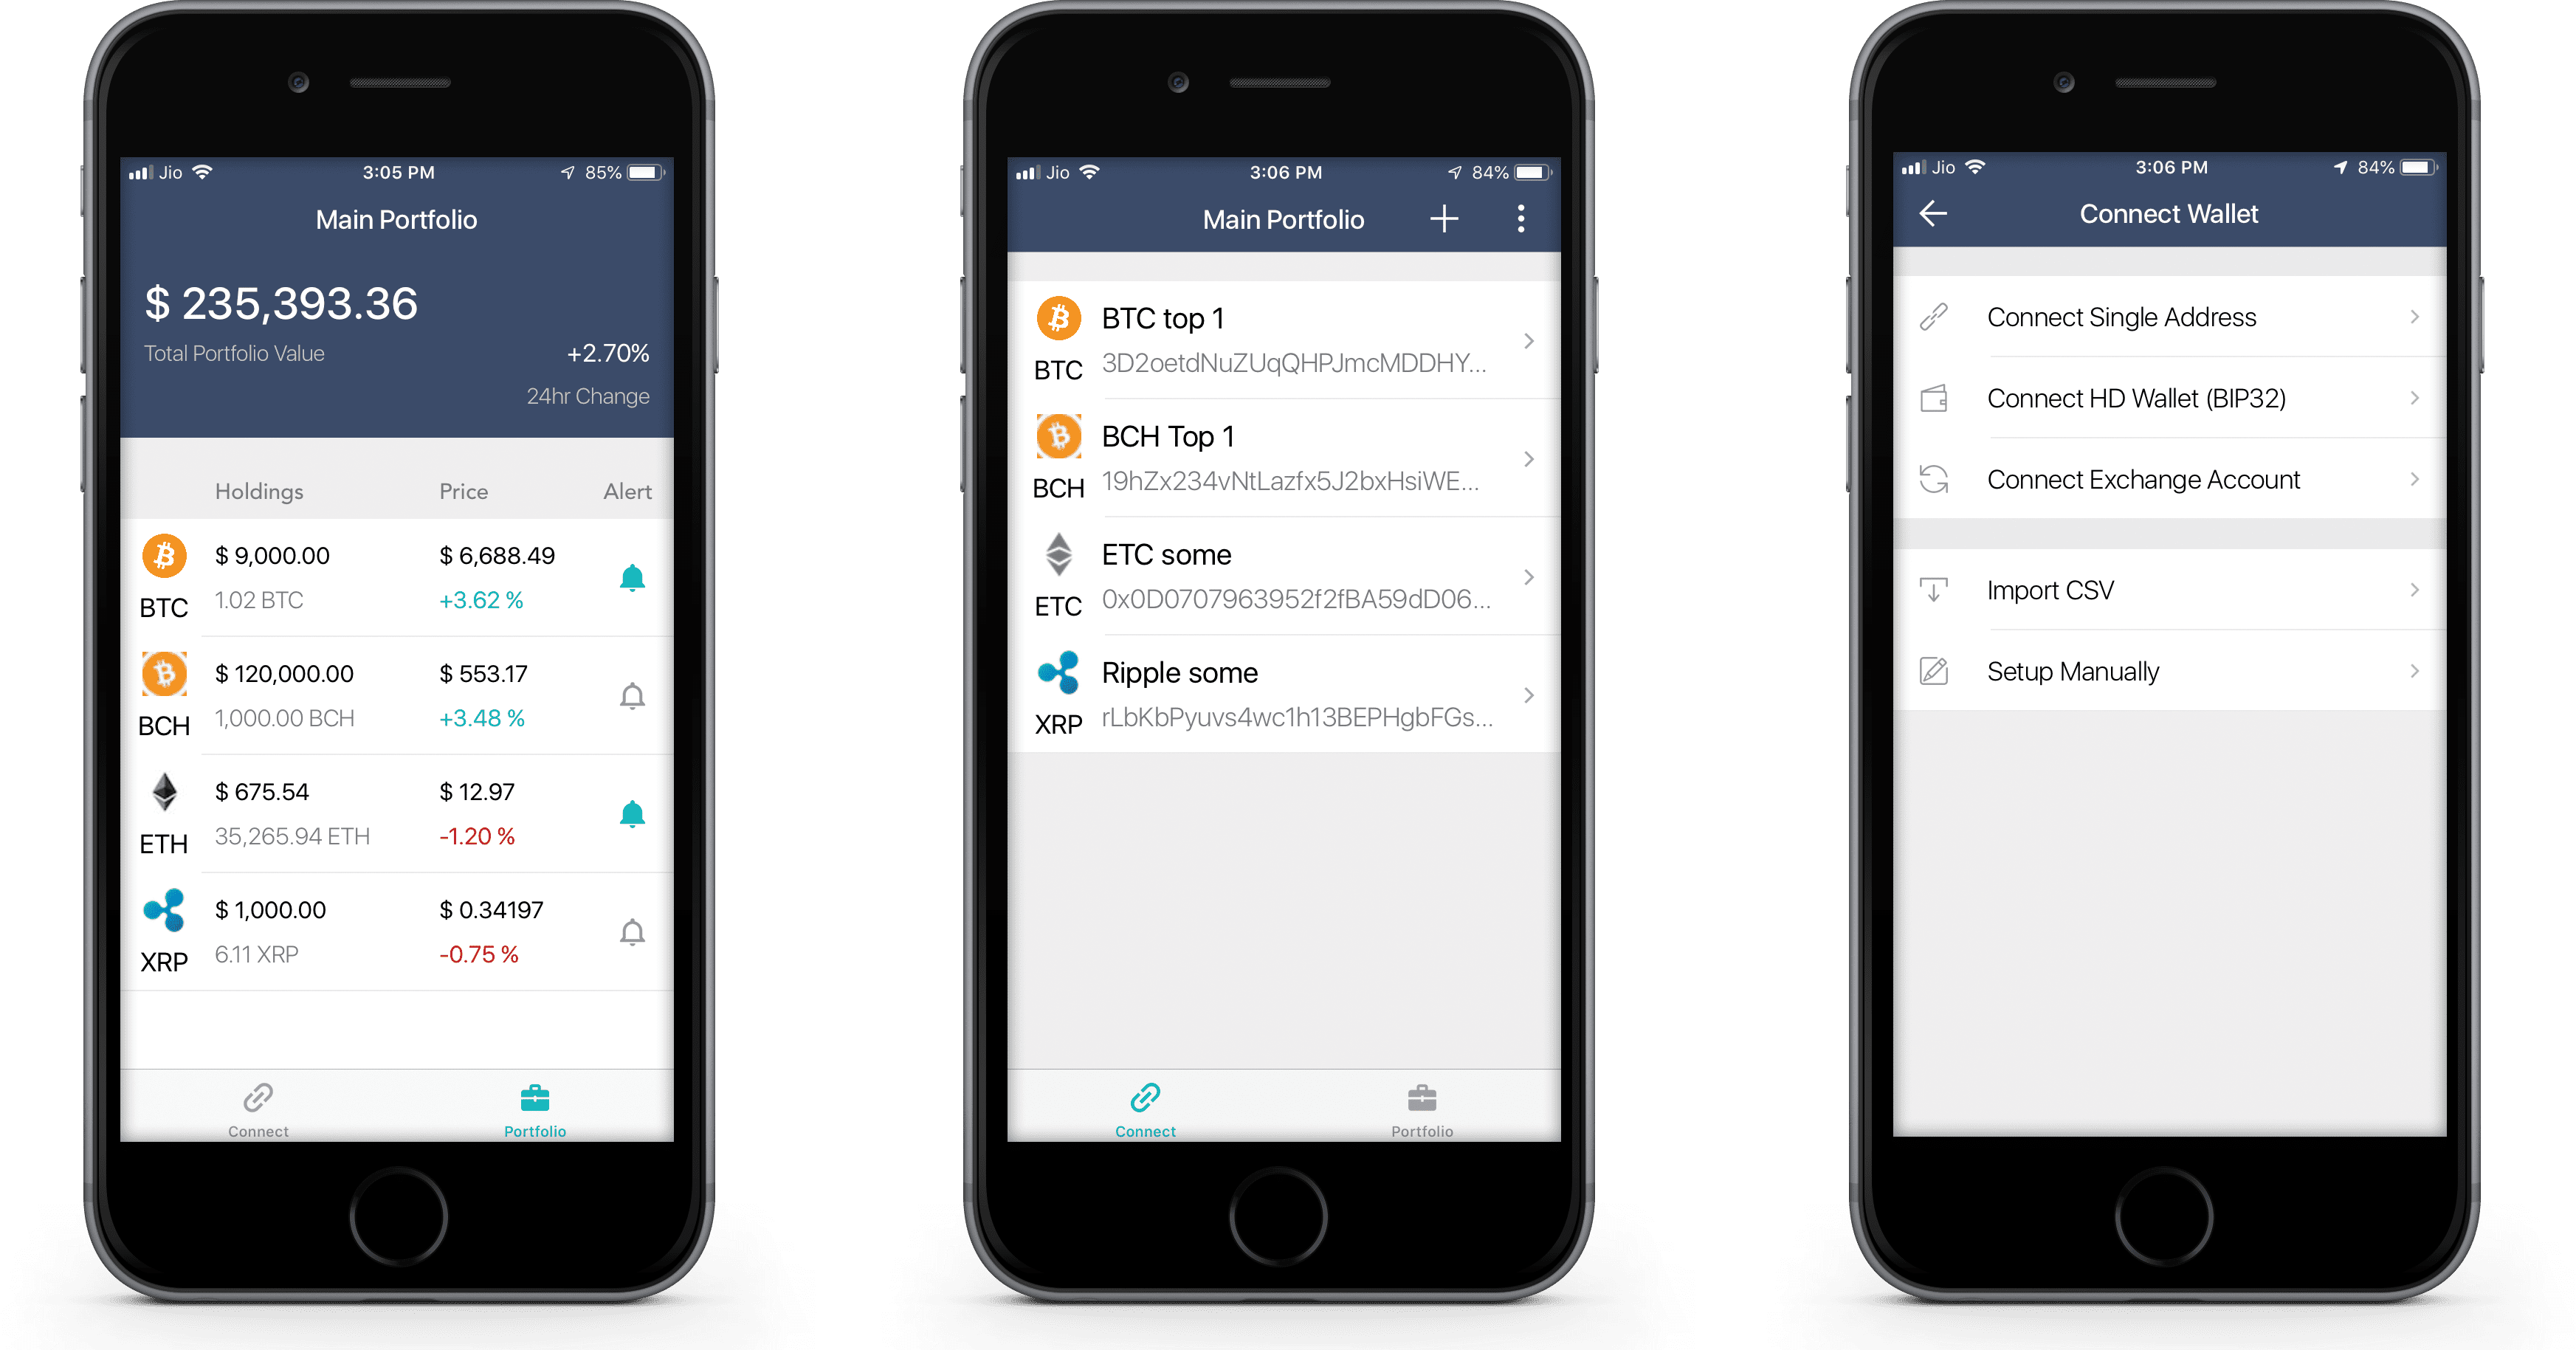 Jio 3:05 PM 85%
Main Portfolio
$ 235,393.36
Total Portfolio Value +2.70%
24hr Change
Holdings Price Alert
$ 9,000.00 $ 6,688.49
BTC 1.02 BTC +3.62 %
$ 120,000.00 $ 553.17
BCH 1,000.00 BCH +3.48 %
$ 675.54 $ 12.97
ETH 35,265.94 ETH -1.20 %
$ 1,000.00 $ 0.34197
XRP 6.11 XRP -0.75 %
Connect Portfolio
Jio 3:06 PM 84%
Main Portfolio
BTC top 1
BTC 3D2oetdNuZUqQHPJmcMDDHY...
BCH Top 1
BCH 19hZx234vNtLazfx5J2bxHsiWE...
ETC some
ETC 0x0D0707963952f2fBA59dD06...
Ripple some
XRP rLbKbPyuvs4wc1h13BEPHgbFGs...
Connect Portfolio
Jio 3:06 PM 84%
Connect Wallet
Connect Single Address
Connect HD Wallet (BIP32)
Connect Exchange Account
Import CSV
Setup Manually